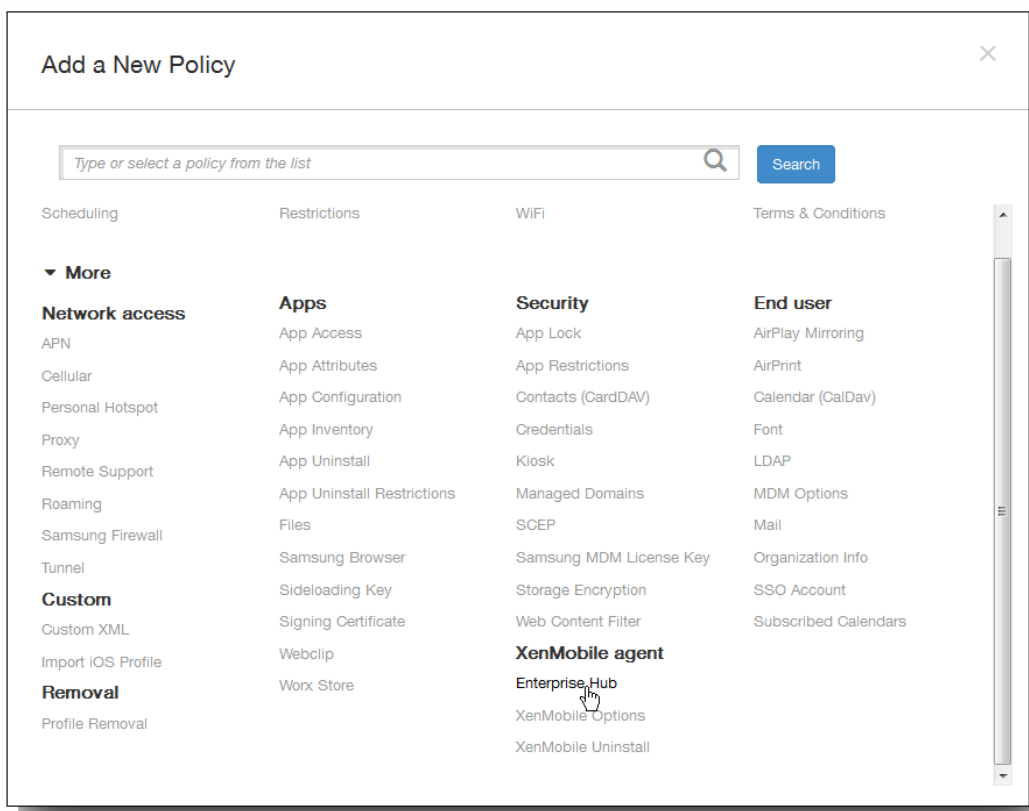 Add a New Policy
Type or select a policy from the list
Search
Scheduling
Restrictions
WiFi
Terms & Conditions
More
Network access
APN
Cellular
Personal Hotspot
Proxy
Remote Support
Roaming
Samsung Firewall
Tunnel
Custom
Custom XML
Import iOS Profile
Removal
Profile Removal
Apps
App Access
App Attributes
App Configuration
App Inventory
App Uninstall
App Uninstall Restrictions
Files
Samsung Browser
Sideloading Key
Signing Certificate
Webclip
Worx Store
Security
App Lock
App Restrictions
Contacts (CardDAV)
Credentials
Kiosk
Managed Domains
SCEP
Samsung MDM License Key
Storage Encryption
Web Content Filter
XenMobile agent
Enterprise Hub
XenMobile Options
XenMobile Uninstall
End user
AirPlay Mirroring
AirPrint
Calendar (CalDav)
Font
LDAP
MDM Options
Mail
Organization Info
SSO Account
Subscribed Calendars